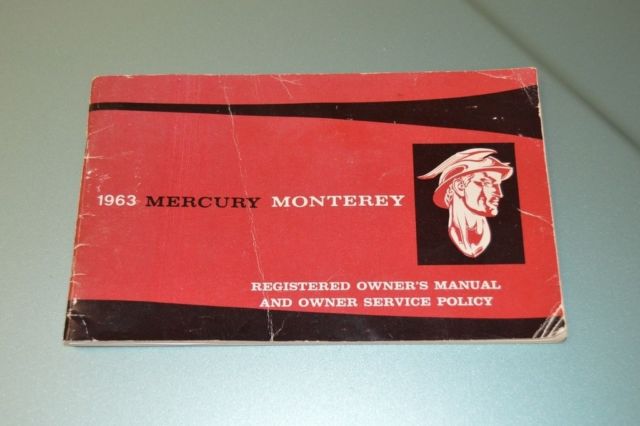 1963 MERCURY MONTEREY
REGISTERED OWNER'S MANUAL
AND OWNER SERVICE POLICY